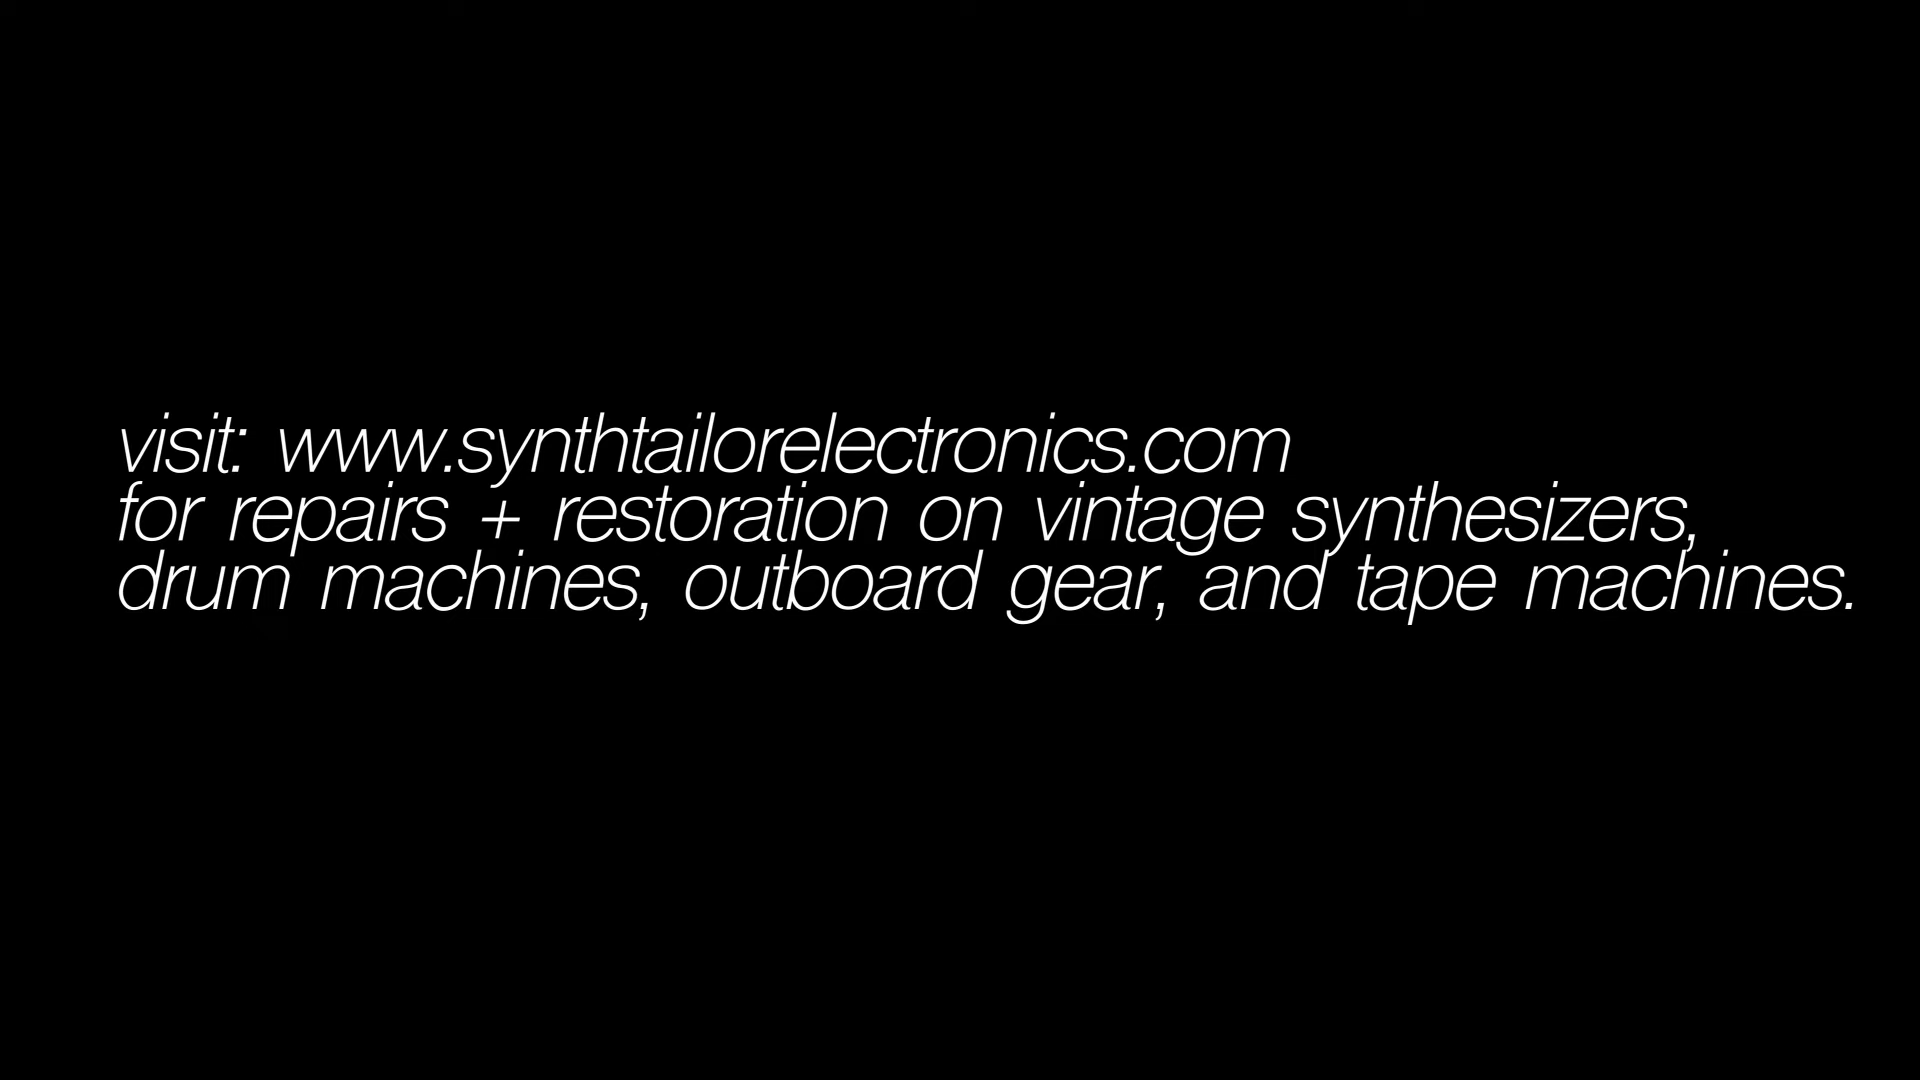 visit: www.synthtailorelectronics.com
for repairs + restoration on vintage synthesizers,
drum machines, outboard gear, and tape machines.